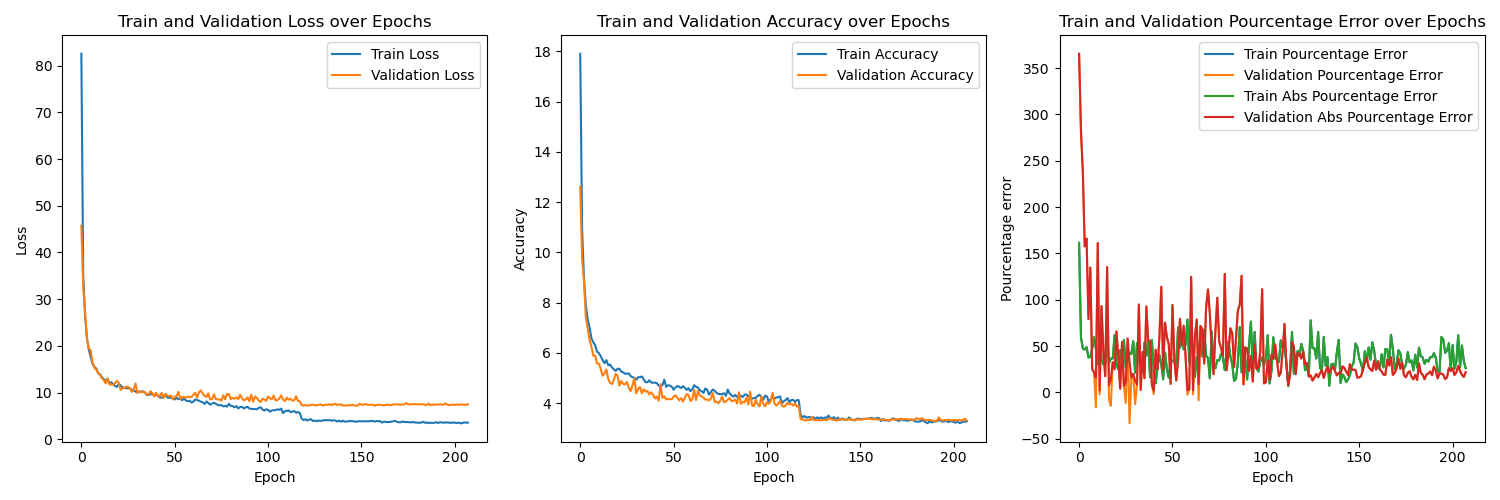 Train and Validation Loss over Epochs
Train Loss
Validation Loss
80
70
60
50
40
30
20
10
0
Loss
0 50 100 150 200
Epoch
Train and Validation Accuracy over Epochs
Train Accuracy
Validation Accuracy
18
16
14
12
10
8
6
4
Accuracy
0 50 100 150 200
Epoch
Train and Validation Pourcentage Error over Epochs
Train Pourcentage Error
Validation Pourcentage Error
Train Abs Pourcentage Error
Validation Abs Pourcentage Error
350
300
250
200
150
100
50
0
−50
Pourcentage error
0 50 100 150 200
Epoch